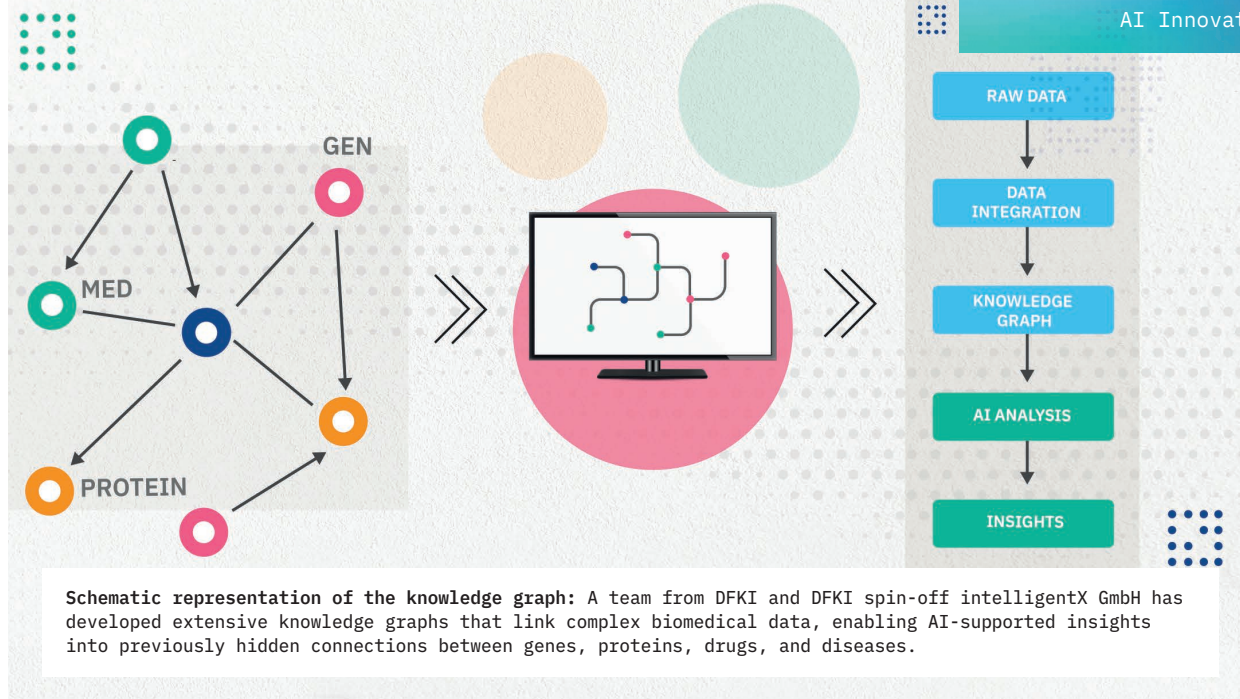 AI Innovat
GEN
MED
PROTEIN
RAW DATA
DATA
INTEGRATION
KNOWLEDGE
GRAPH
AI ANALYSIS
INSIGHTS
Schematic representation of the knowledge graph: A team from DFKI and DFKI spin-off intelligentX GmbH has
developed extensive knowledge graphs that link complex biomedical data, enabling AI-supported insights
into previously hidden connections between genes, proteins, drugs, and diseases.